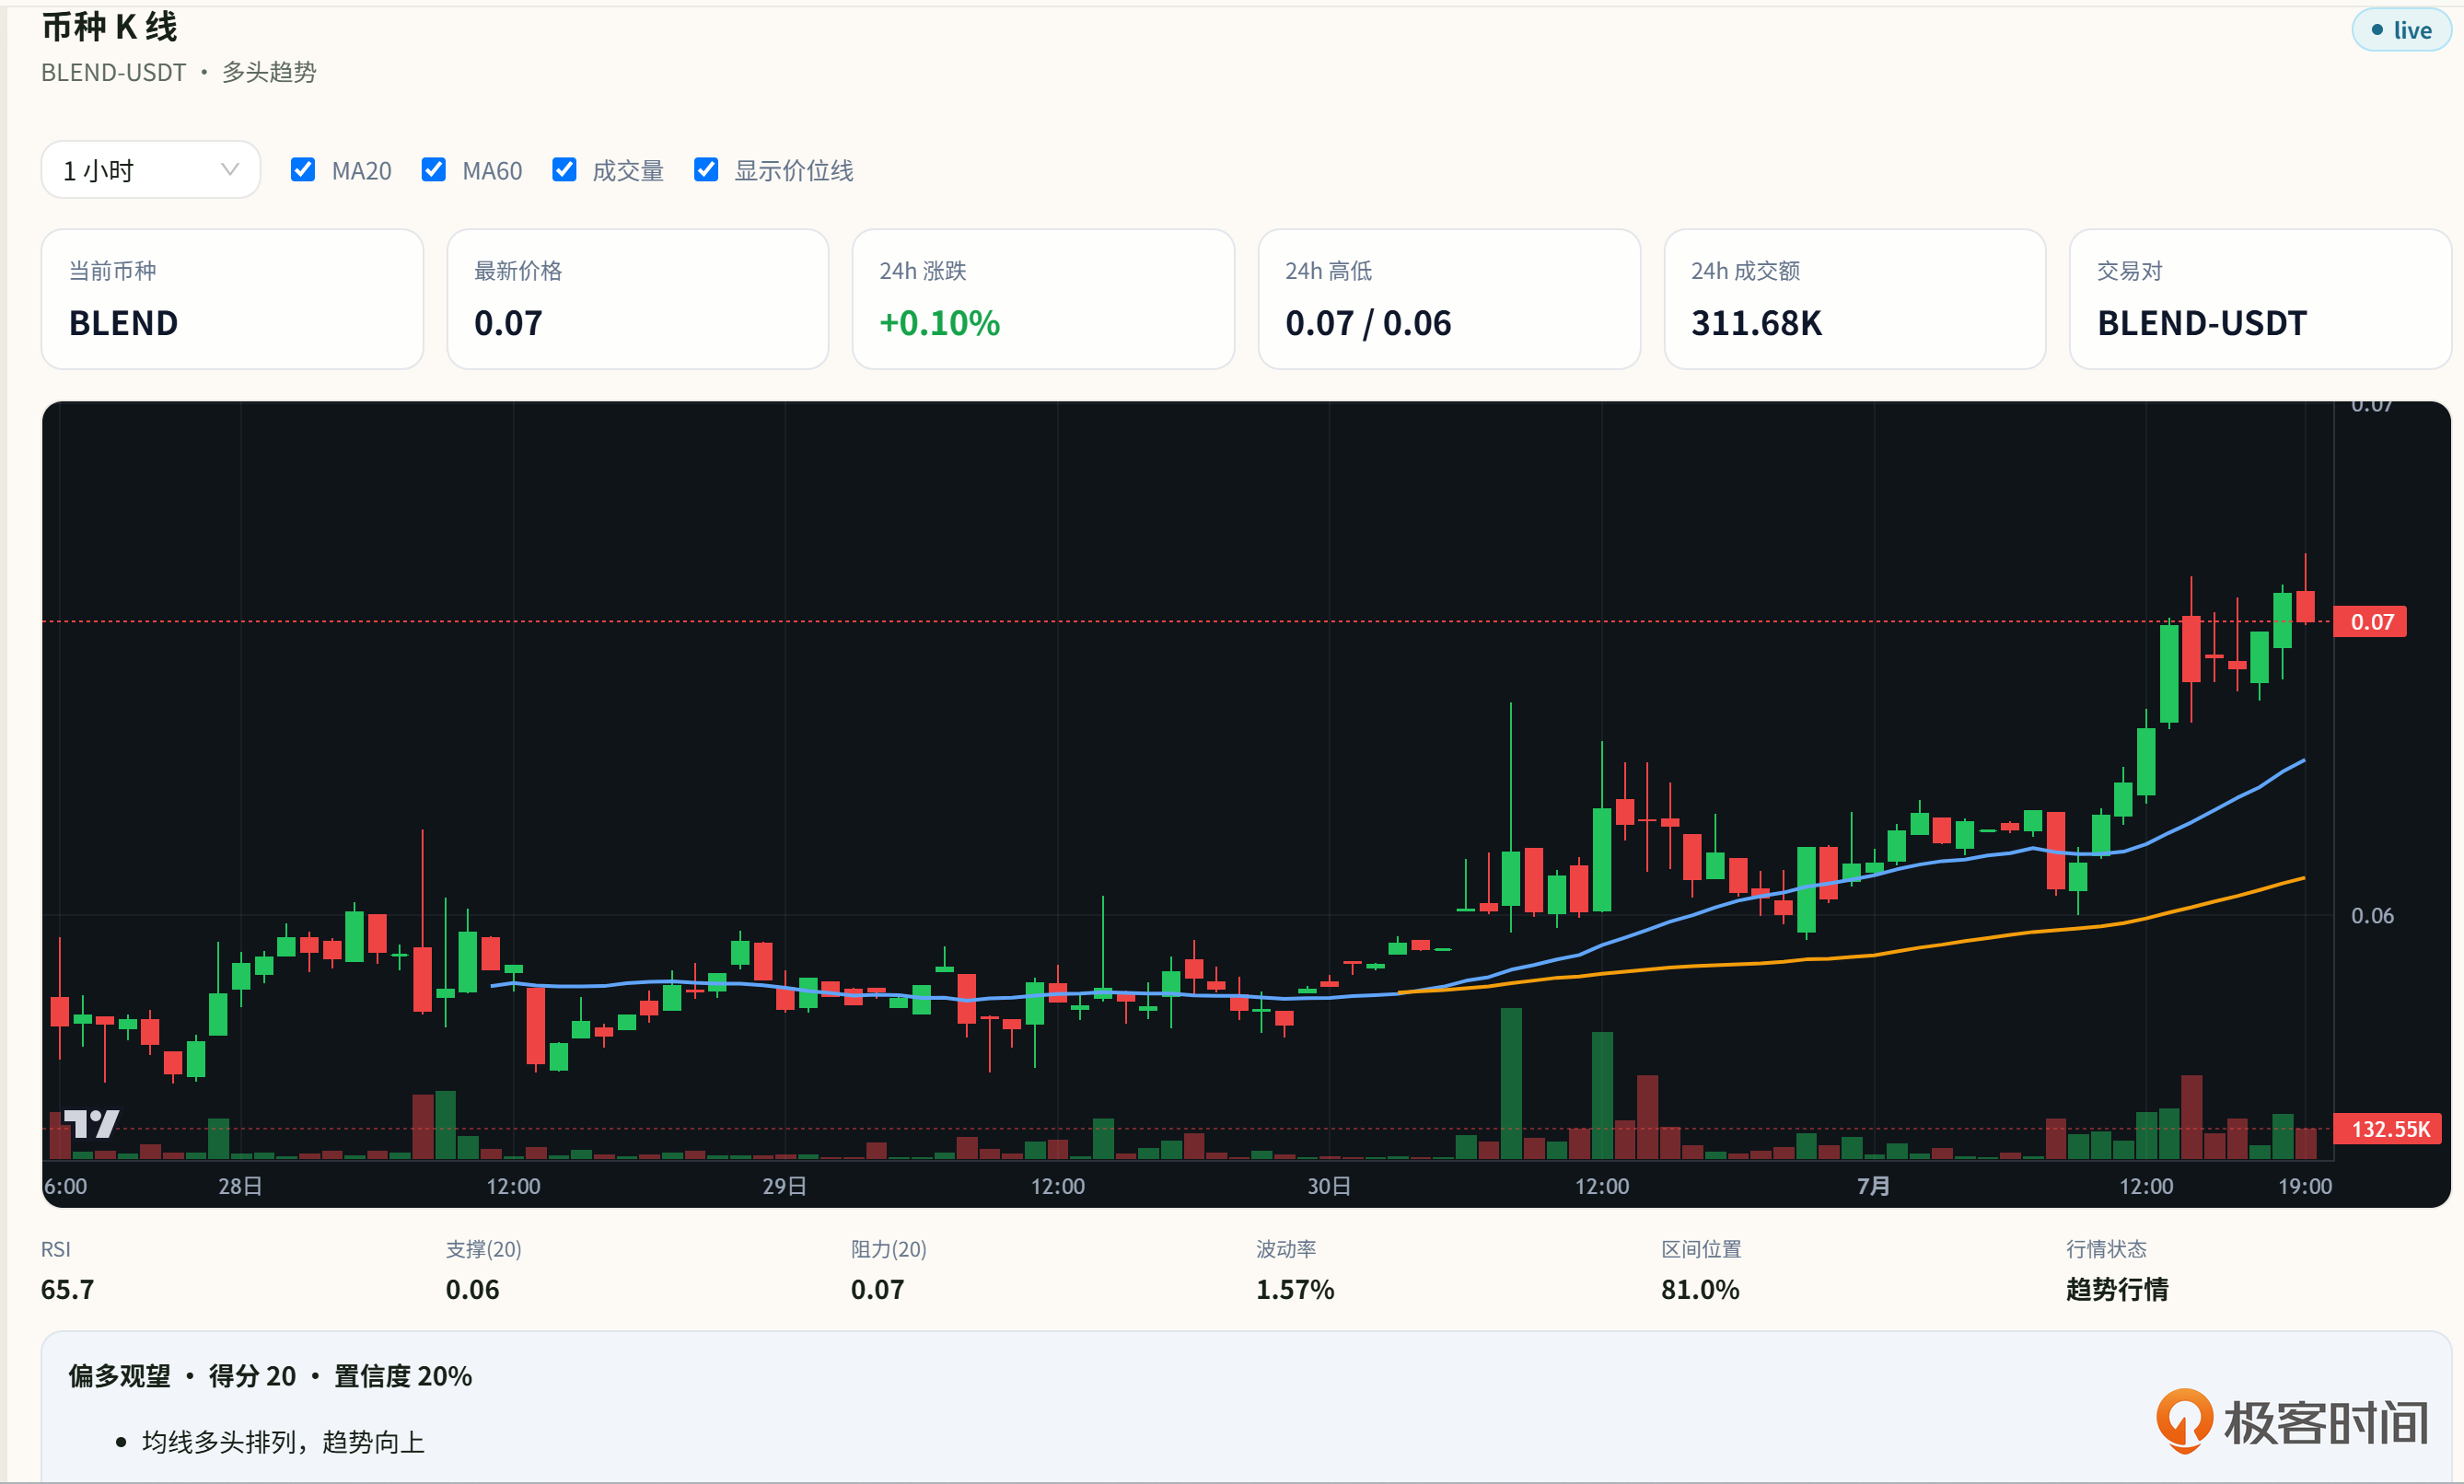 币种 K 线
live
BLEND-USDT · 多头趋势
1 小时
MA20
MA60
成交量
显示价位线
当前币种
BLEND
最新价格
0.07
24h 涨跌
+0.10%
24h 高低
0.07 / 0.06
24h 成交额
311.68K
交易对
BLEND-USDT
0.07
0.07
0.06
132.55K
6:00
28日
12:00
29日
12:00
30日
12:00
7月
12:00
19:00
RSI
65.7
支撑(20)
0.06
阻力(20)
0.07
波动率
1.57%
区间位置
81.0%
行情状态
趋势行情
偏多观望 · 得分 20 · 置信度 20%
均线多头排列，趋势向上
极客时间